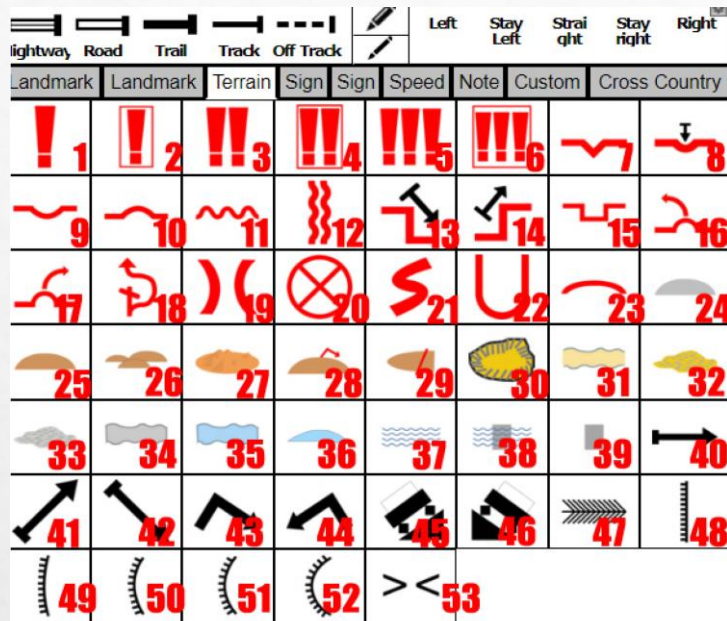 Hightway Road Trail Track Off Track Left Stay Left Strai ght Stay right Right
Landmark Landmark Terrain Sign Sign Speed Note Custom Cross Country
1 2 3 4 5 6 7 8
9 10 11 12 13 14 15 16
17 18 19 20 21 22 23 24
25 26 27 28 29 30 31 32
33 34 35 36 37 38 39 40
41 42 43 44 45 46 47 48
49 50 51 52 53